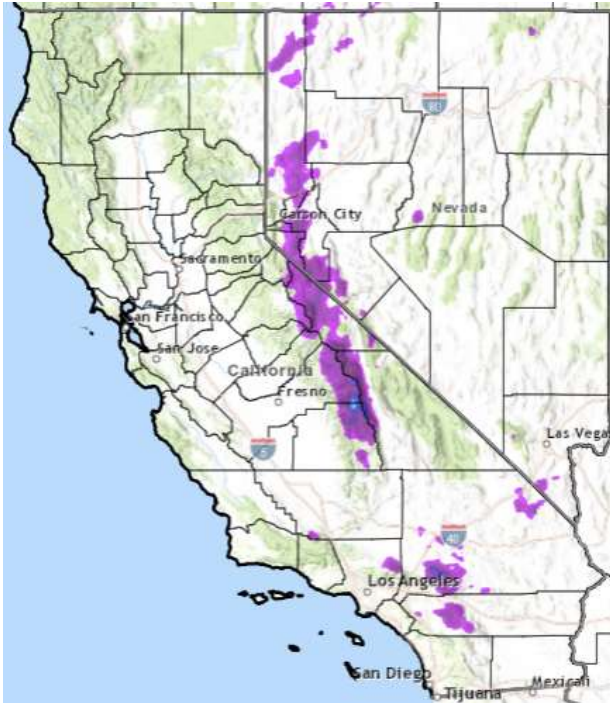 80
Nevada
Carson City
Sacramento
San Francisco
San Jose
California
Fresno
Las Vega
5
40
Los Angeles
San Diego
Mexicali
Tijuana